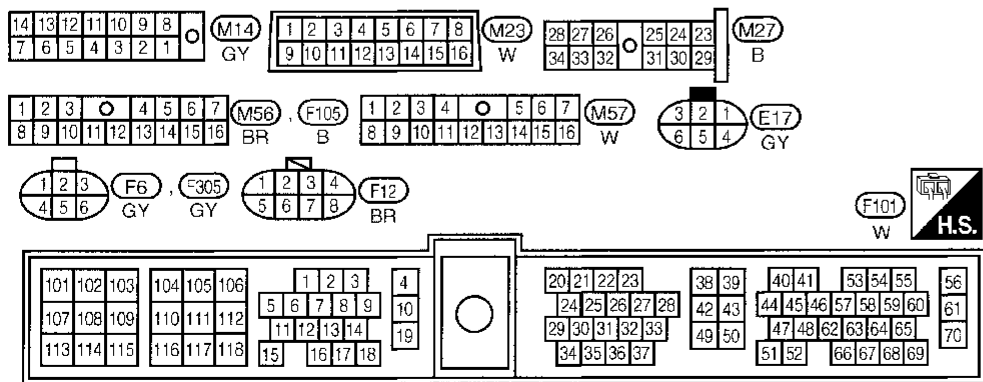 14 13 12 11 10 9 8
7 6 5 4 3 2 1
M14
GY
1 2 3 4 5 6 7 8
9 10 11 12 13 14 15 16
M23
W
28 27 26 25 24 23
34 33 32 31 30 29
M27
B
1 2 3 4 5 6 7
8 9 10 11 12 13 14 15 16
M56 , F105
BR B
1 2 3 4 5 6 7
8 9 10 11 12 13 14 15 16
M57
W
3 2 1
6 5 4
E17
GY
1 2 3
4 5 6
F6 , F305
GY GY
1 2 3 4
5 6 7 8
F12
BR
F101
W
H.S.
101 102 103 104 105 106 1 2 3 4
107 108 109 110 111 112 5 6 7 8 9 10
113 114 115 116 117 118 11 12 13 14 19
15 16 17 18
20 21 22 23 38 39 40 41 53 54 55 56
24 25 26 27 28 42 43 44 45 46 57 58 59 60 61
29 30 31 32 33 49 50 47 48 62 63 64 65 70
34 35 36 37 51 52 66 67 68 69